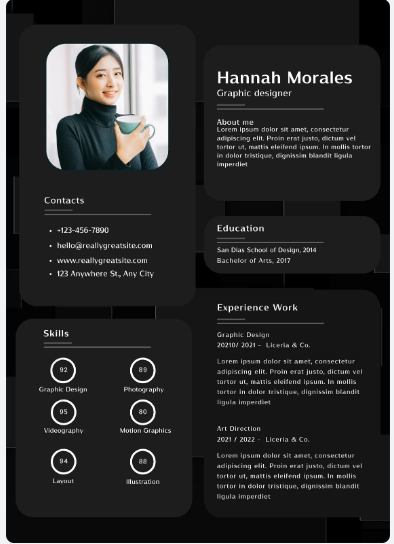 Hannah Morales
Graphic designer
About me
Lorem ipsum dolor sit amet, consectetur
adipiscing elit. Proin erat justo, dictum vel
tortor ut, mattis eleifend ipsum. In mollis tortor
in dolor tristique, dignissim blandit ligula
imperdiet
Contacts
• +123-456-7890
• hello@reallygreatsite.com
• www.reallygreatsite.com
• 123 Anywhere St., Any City
Education
San Dias School of Design, 2014
Bachelor of Arts, 2017
Skills
92
Graphic Design
89
Photography
95
Videography
80
Motion Graphics
94
Layout
88
Illustration
Experience Work
Graphic Design
20210/ 2021 - Liceria & Co.
Lorem ipsum dolor sit amet, consectetur
adipiscing elit. Proin erat justo, dictum vel
tortor ut, mattis eleifend ipsum. In mollis
tortor in dolor tristique, dignissim blandit
ligula imperdiet
Art Direction
2021 / 2022 - Liceria & Co.
Lorem ipsum dolor sit amet, consectetur
adipiscing elit. Proin erat justo, dictum vel
tortor ut, mattis eleifend ipsum. In mollis
tortor in dolor tristique, dignissim blandit
ligula imperdiet